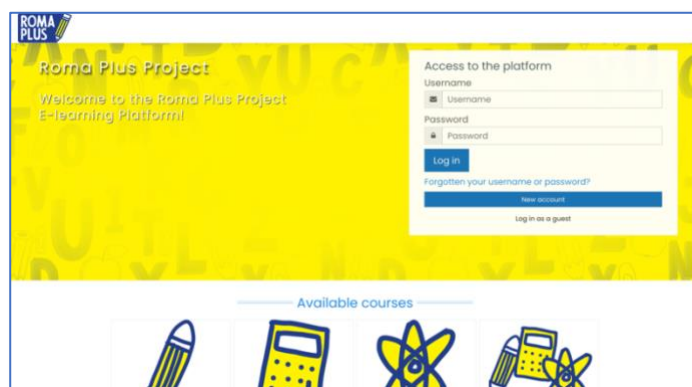 ROMA
PLUS
Roma Plus Project
Welcome to the Roma Plus Project
E-learning Platform!
Access to the platform
Username
Username
Password
Password
Log in
Forgotten your username or password?
New account
Log in as a guest
Available courses